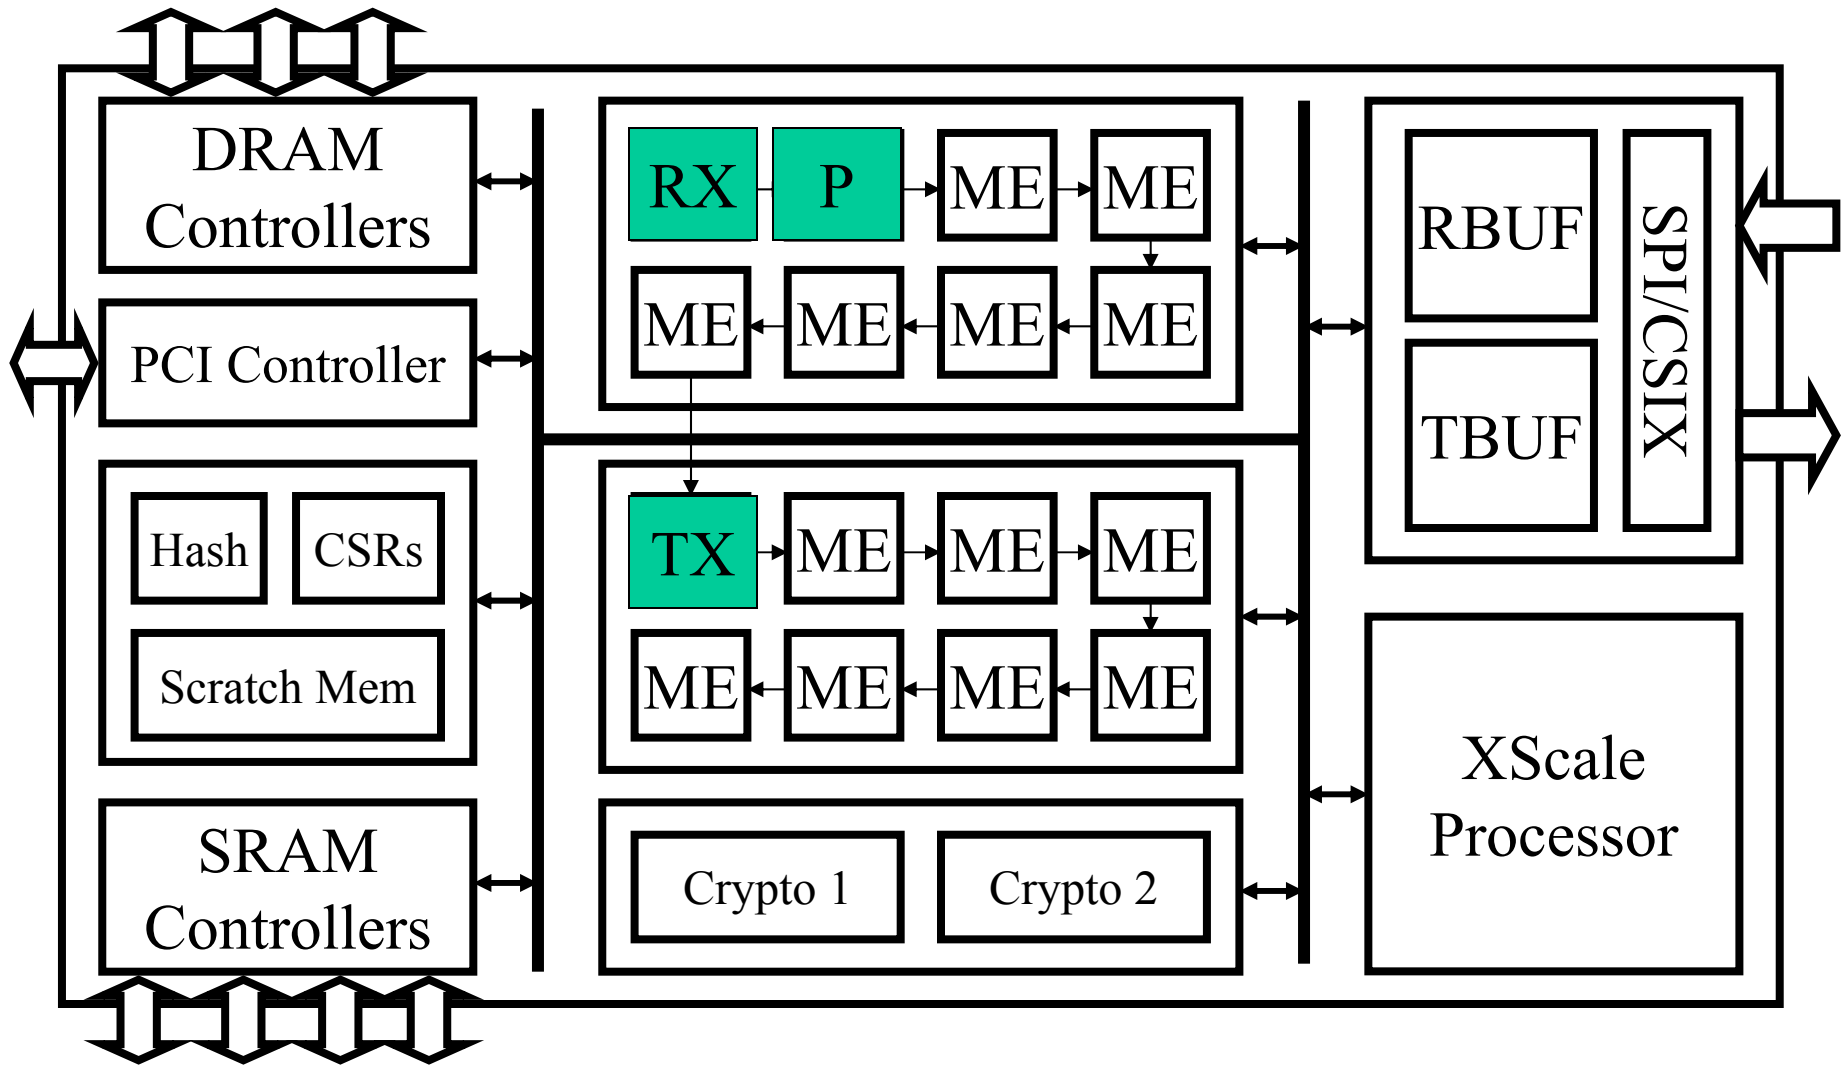 DRAM
Controllers
PCI Controller
Hash
CSRs
Scratch Mem
SRAM
Controllers
RX
P
ME
ME
ME
ME
ME
ME
TX
ME
ME
ME
ME
ME
ME
ME
Crypto 1
Crypto 2
RBUF
TBUF
SPI/CSIX
XScale
Processor